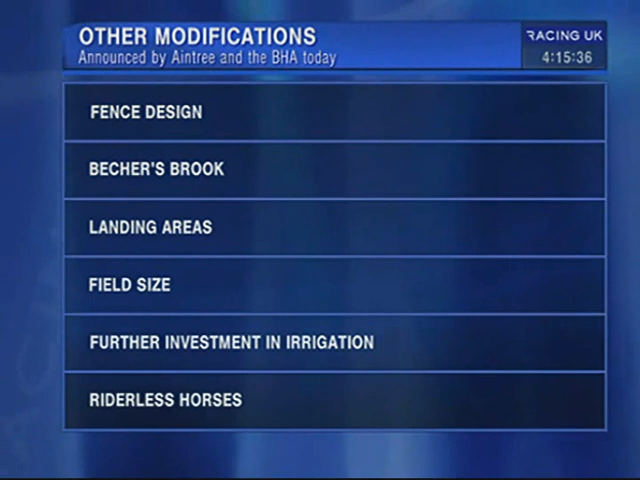 OTHER MODIFICATIONS
Announced by Aintree and the BHA today
RACING UK
4:15:36
FENCE DESIGN
BECHER'S BROOK
LANDING AREAS
FIELD SIZE
FURTHER INVESTMENT IN IRRIGATION
RIDERLESS HORSES